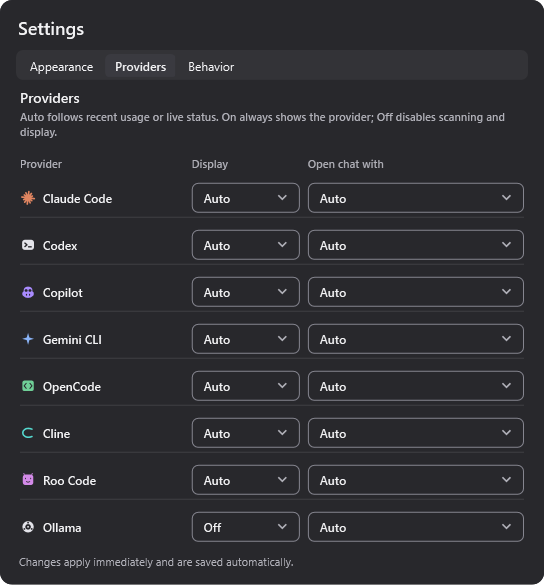 Settings
Appearance Providers Behavior
Providers
Auto follows recent usage or live status. On always shows the provider; Off disables scanning and
display.
Provider Display Open chat with
Claude Code Auto Auto
Codex Auto Auto
Copilot Auto Auto
Gemini CLI Auto Auto
OpenCode Auto Auto
Cline Auto Auto
Roo Code Auto Auto
Ollama Off Auto
Changes apply immediately and are saved automatically.